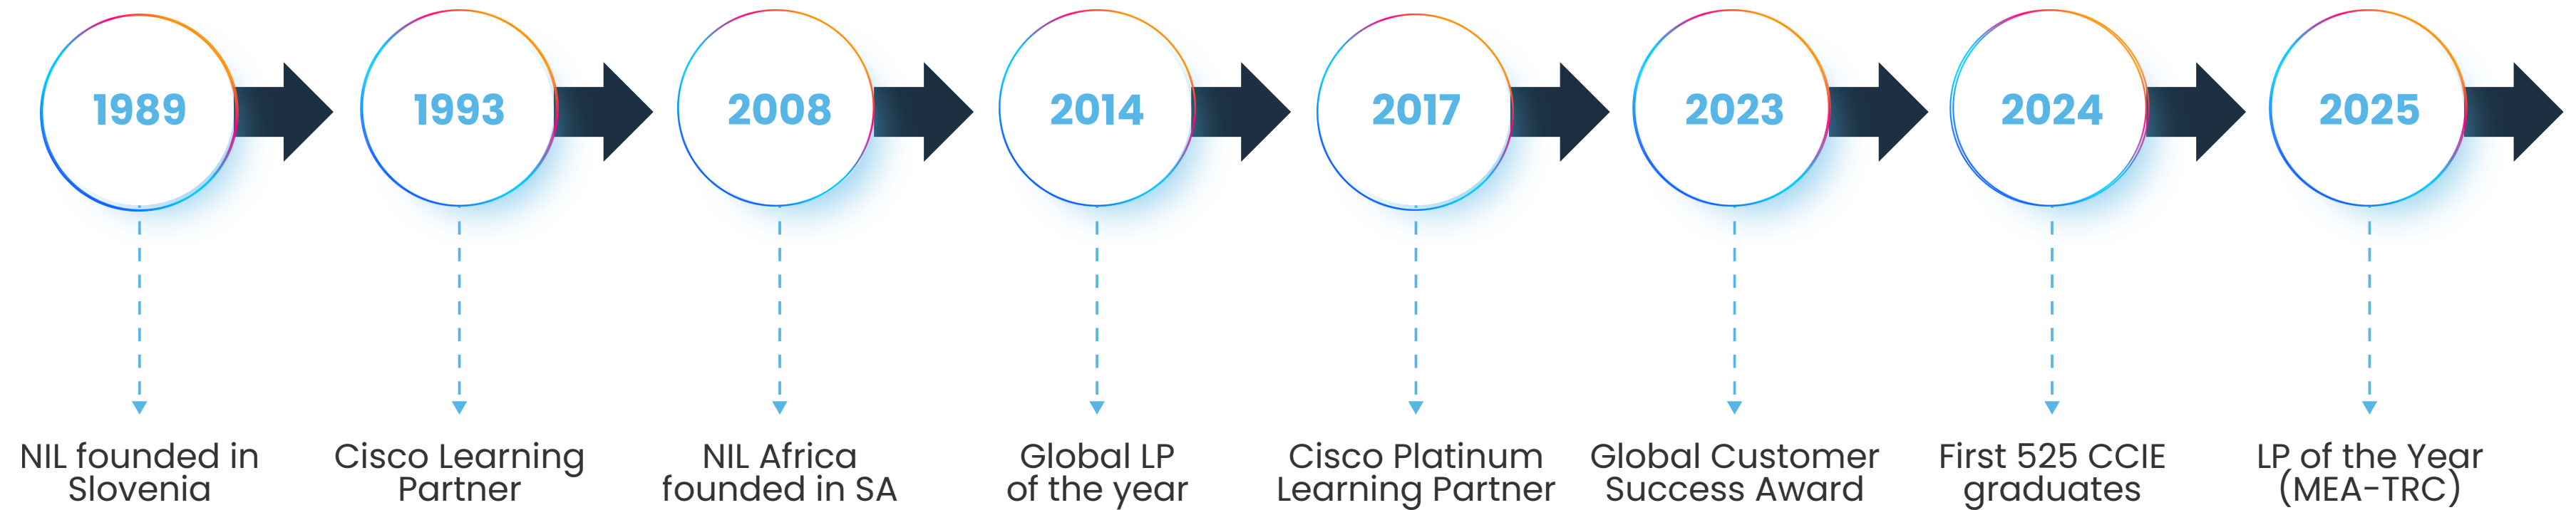 1989
1993
2008
2014
2017
2023
2024
2025
NIL founded in
Slovenia
Cisco Learning
Partner
NIL Africa
founded in SA
Global LP
of the year
Cisco Platinum
Learning Partner
Global Customer
Success Award
First 525 CCIE
graduates
LP of the Year
(MEA-TRC)